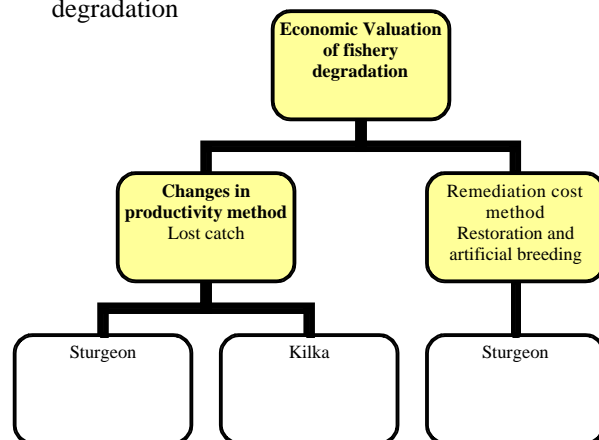 degradation
Economic Valuation
of fishery
degradation
Changes in
productivity method
Lost catch
Remediation cost
method
Restoration and
artificial breeding
Sturgeon
Kilka
Sturgeon